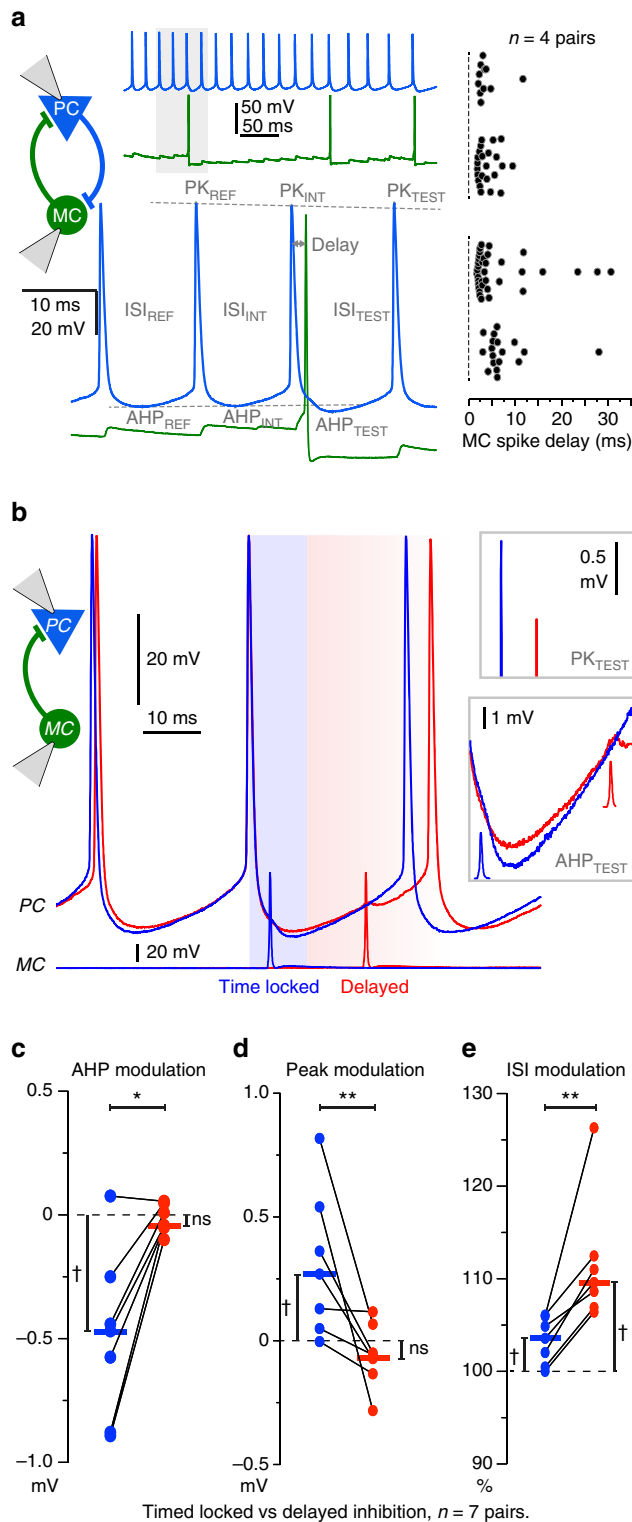 a
n = 4 pairs
PC
50 mV
50 ms
MC
PK_REF
PK_INT
PK_TEST
Delay
10 ms
20 mV
ISI_REF
ISI_INT
ISI_TEST
AHP_REF
AHP_INT
AHP_TEST
0 10 20 30
MC spike delay (ms)
b
PC
MC
20 mV
10 ms
0.5
mV
PK_TEST
1 mV
AHP_TEST
PC
20 mV
MC
Time locked
Delayed
c
AHP modulation
0.5
0
−0.5
−1.0
mV
*
ns
†
d
Peak modulation
1.0
0.5
0
−0.5
mV
**
ns
†
e
ISI modulation
130
120
110
100
90
%
**
†
†
Timed locked vs delayed inhibition, n = 7 pairs.